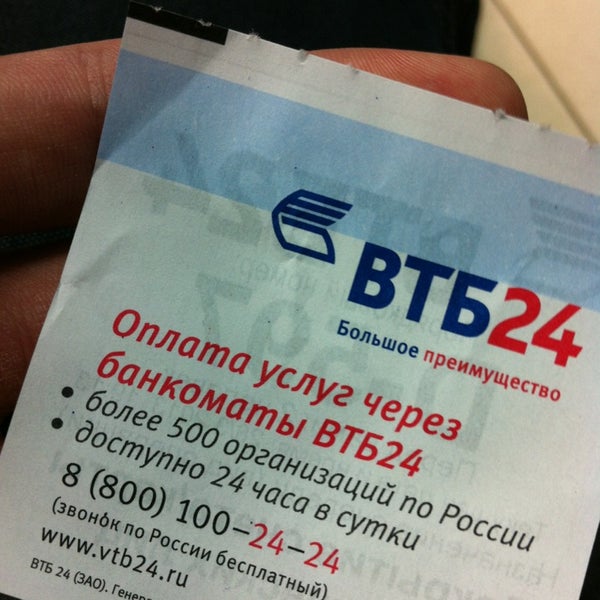 ВТБ24
Большое преимущество
Оплата услуг через
банкоматы ВТБ24
• более 500 организаций по России
• доступно 24 часа в сутки
8 (800) 100–24–24
(звонок по России бесплатный)
www.vtb24.ru
ВТБ 24 (ЗАО). Генер